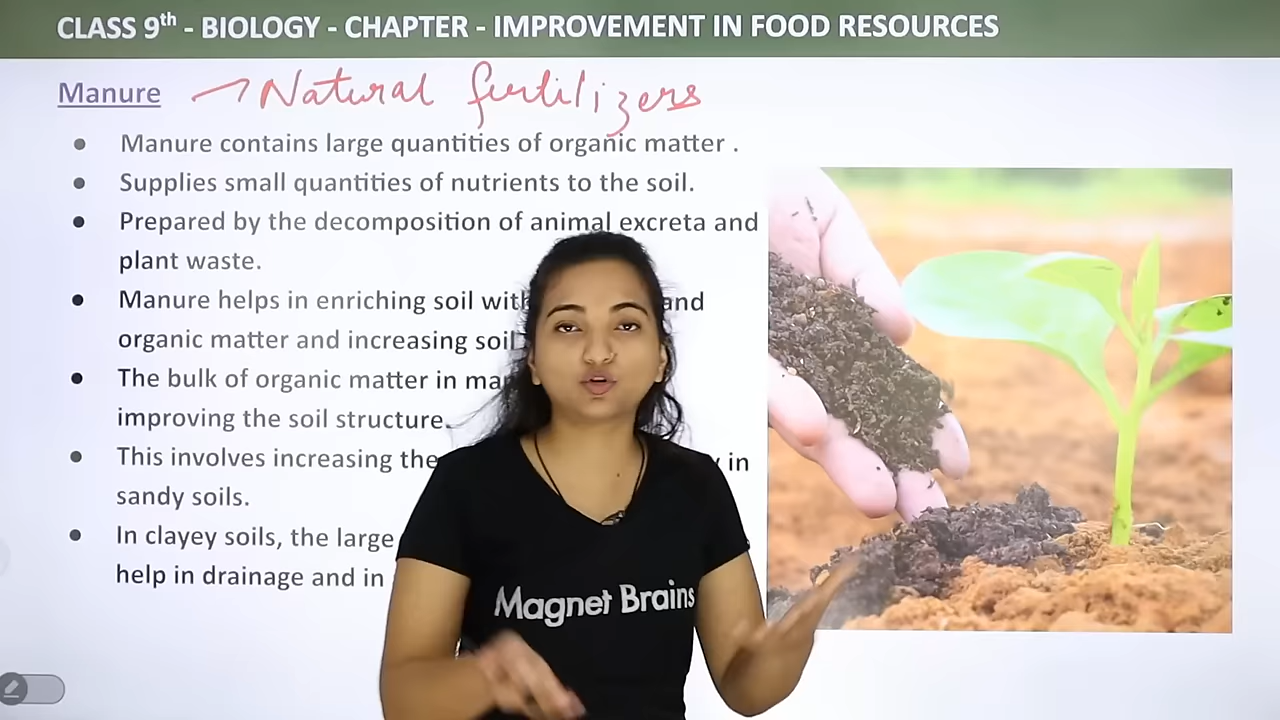 CLASS 9th - BIOLOGY - CHAPTER - IMPROVEMENT IN FOOD RESOURCES
Manure → Natural fertilizers
• Manure contains large quantities of organic matter .
• Supplies small quantities of nutrients to the soil.
• Prepared by the decomposition of animal excreta and
plant waste.
• Manure helps in enriching soil with and
organic matter and increasing soil
• The bulk of organic matter in
improving the soil structure.
• This involves increasing the in
sandy soils.
• In clayey soils, the large
help in drainage and in
Magnet Brains